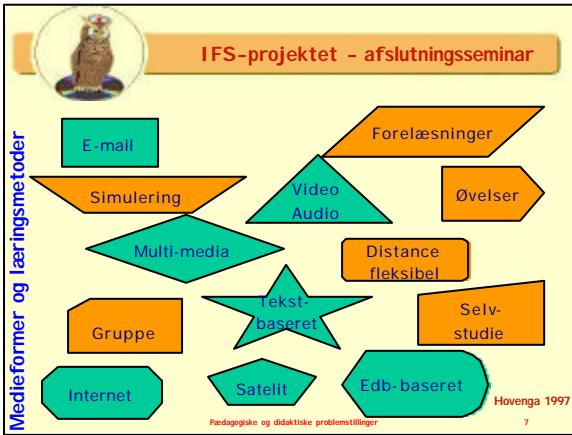 IFS-projektet - afslutningsseminar
Medieformer og læringsmetoder
E-mail
Forelæsninger
Simulering
Video
Audio
Øvelser
Multi-media
Distance
fleksibel
Tekst-
baseret
Gruppe
Selv-
studie
Internet
Satelit
Edb-baseret
Hovenga 1997
Pædagogiske og didaktiske problemstillinger
7